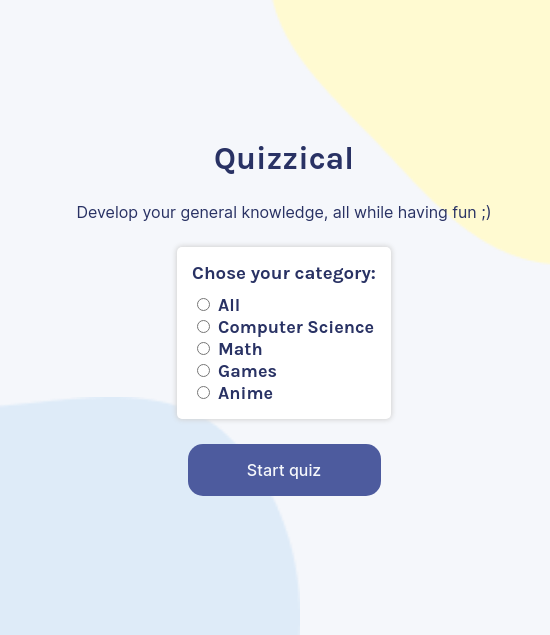 Quizzical
Develop your general knowledge, all while having fun ;)
Chose your category:
All
Computer Science
Math
Games
Anime
Start quiz